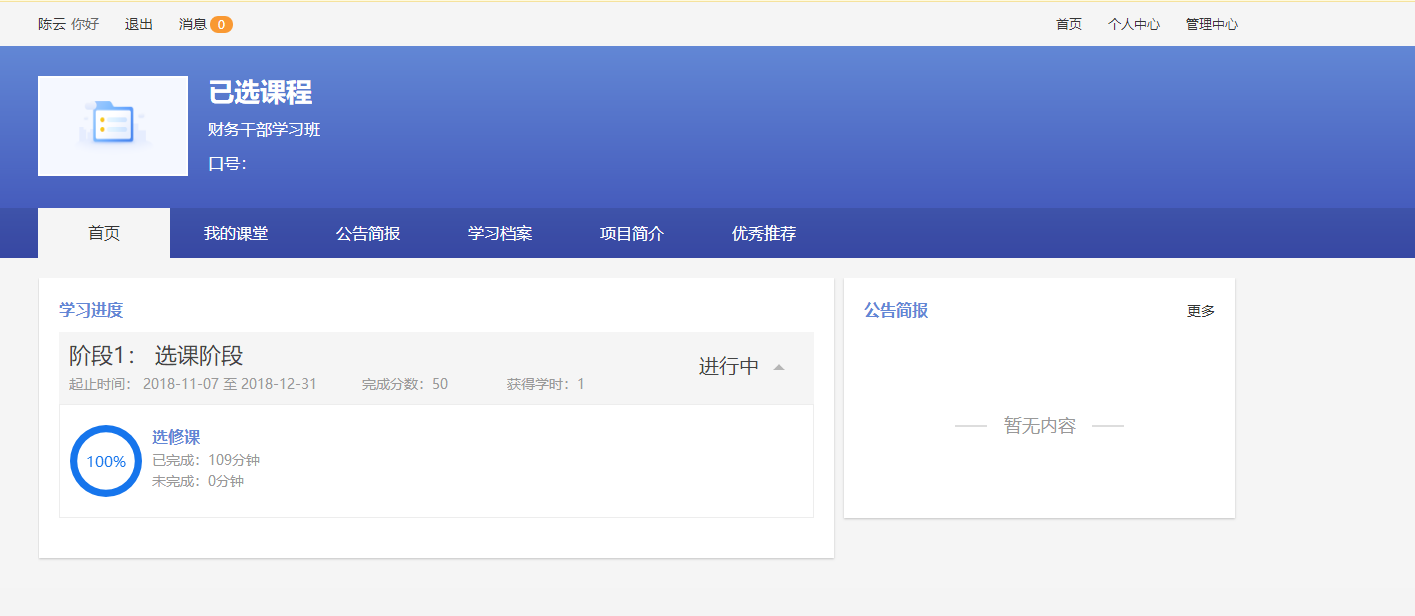 陈云 你好 退出 消息 0 首页 个人中心 管理中心
已选课程
财务干部学习班
口号：
首页 我的课堂 公告简报 学习档案 项目简介 优秀推荐
学习进度
阶段1： 选课阶段
进行中
起止时间： 2018-11-07 至 2018-12-31 完成分数：50 获得学时：1
100%
选修课
已完成：109分钟
未完成：0分钟
公告简报 更多
暂无内容